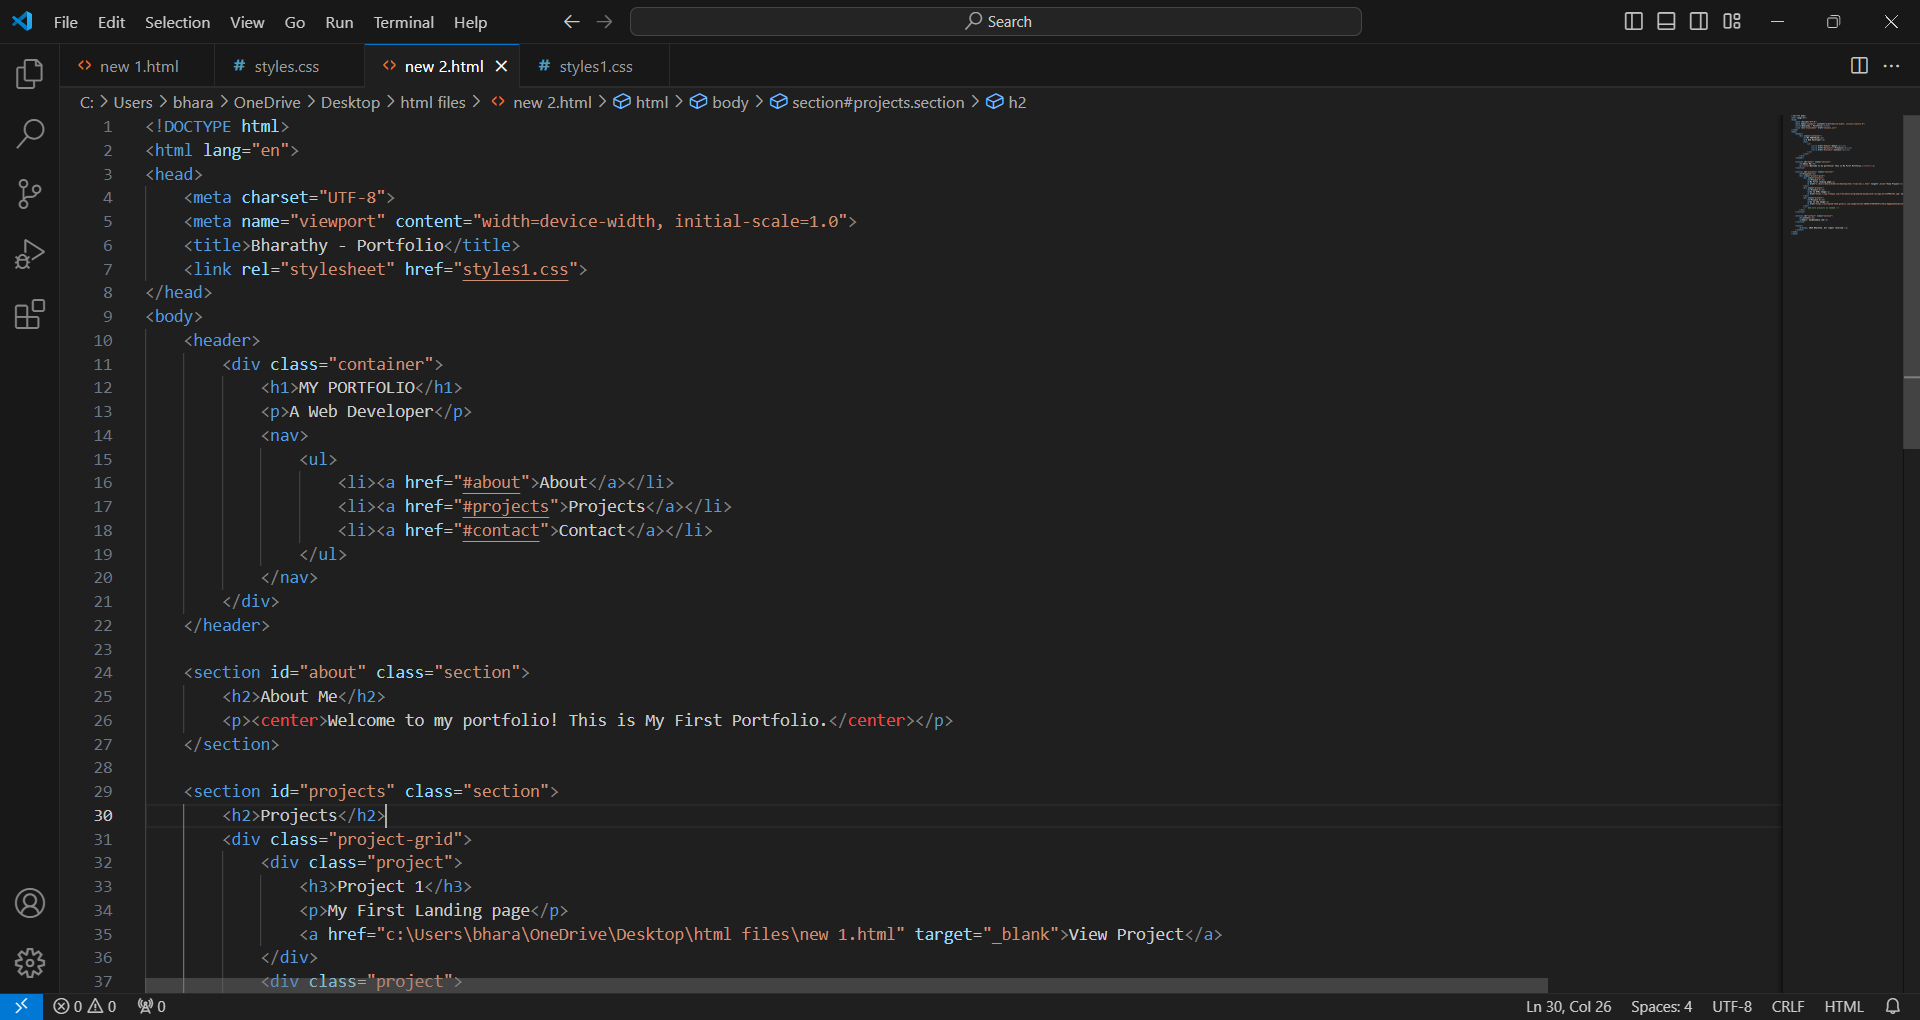 File Edit Selection View Go Run Terminal Help Search
new 1.html styles.css new 2.html styles1.css
C: > Users > bhara > OneDrive > Desktop > html files > new 2.html > html > body > section#projects.section > h2
1 <!DOCTYPE html>
2 <html lang="en">
3 <head>
4 <meta charset="UTF-8">
5 <meta name="viewport" content="width=device-width, initial-scale=1.0">
6 <title>Bharathy - Portfolio</title>
7 <link rel="stylesheet" href="styles1.css">
8 </head>
9 <body>
10 <header>
11 <div class="container">
12 <h1>MY PORTFOLIO</h1>
13 <p>A Web Developer</p>
14 <nav>
15 <ul>
16 <li><a href="#about">About</a></li>
17 <li><a href="#projects">Projects</a></li>
18 <li><a href="#contact">Contact</a></li>
19 </ul>
20 </nav>
21 </div>
22 </header>
23
24 <section id="about" class="section">
25 <h2>About Me</h2>
26 <p><center>Welcome to my portfolio! This is My First Portfolio.</center></p>
27 </section>
28
29 <section id="projects" class="section">
30 <h2>Projects</h2>
31 <div class="project-grid">
32 <div class="project">
33 <h3>Project 1</h3>
34 <p>My First Landing page</p>
35 <a href="c:\Users\bhara\OneDrive\Desktop\html files\new 1.html" target="_blank">View Project</a>
36 </div>
37 <div class="project">
0 0 0 Ln 30, Col 26 Spaces: 4 UTF-8 CRLF HTML